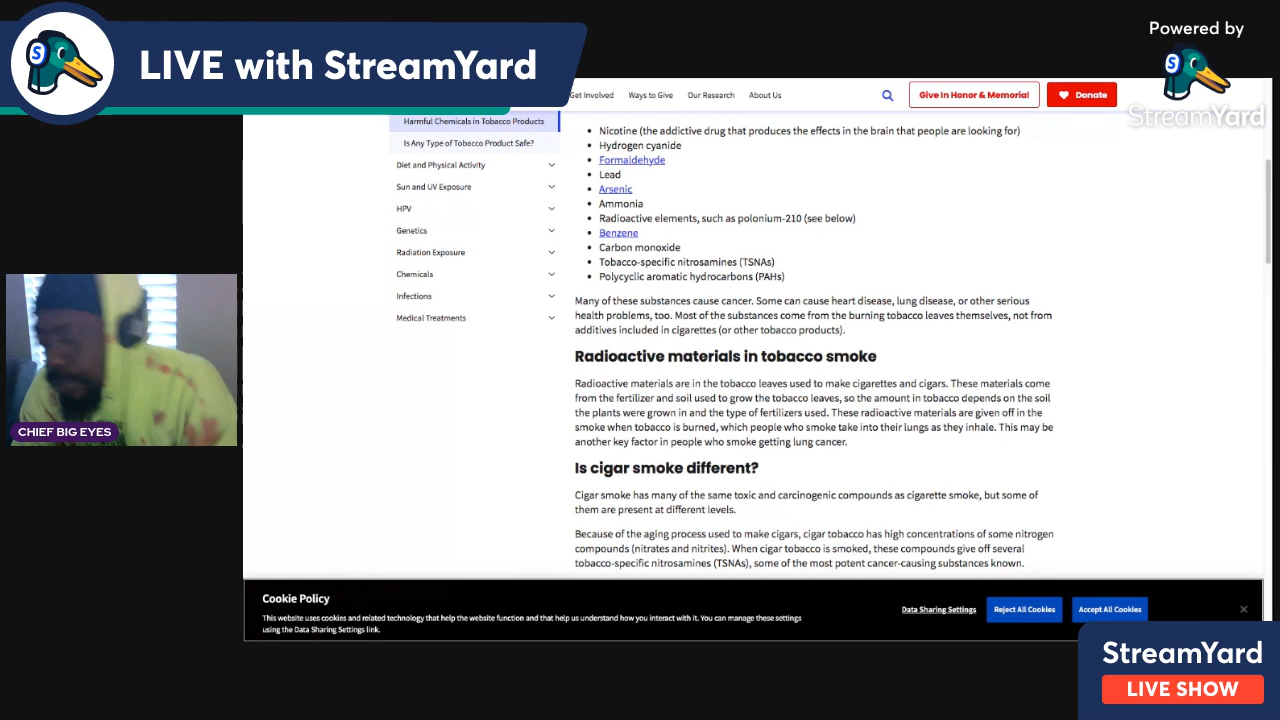 S
LIVE with StreamYard
Powered by
S
StreamYard
Get Involved
Ways to Give
Our Research
About Us
Give In Honor & Memorial
Donate
Harmful Chemicals in Tobacco Products
Is Any Type of Tobacco Product Safe?
Diet and Physical Activity
Sun and UV Exposure
HPV
Genetics
Radiation Exposure
Chemicals
Infections
Medical Treatments
• Nicotine (the addictive drug that produces the effects in the brain that people are looking for)
• Hydrogen cyanide
• Formaldehyde
• Lead
• Arsenic
• Ammonia
• Radioactive elements, such as polonium-210 (see below)
• Benzene
• Carbon monoxide
• Tobacco-specific nitrosamines (TSNAs)
• Polycyclic aromatic hydrocarbons (PAHs)
Many of these substances cause cancer. Some can cause heart disease, lung disease, or other serious
health problems, too. Most of the substances come from the burning tobacco leaves themselves, not from
additives included in cigarettes (or other tobacco products).
Radioactive materials in tobacco smoke
Radioactive materials are in the tobacco leaves used to make cigarettes and cigars. These materials come
from the fertilizer and soil used to grow the tobacco leaves, so the amount in tobacco depends on the soil
the plants were grown in and the type of fertilizers used. These radioactive materials are given off in the
smoke when tobacco is burned, which people who smoke take into their lungs as they inhale. This may be
another key factor in people who smoke getting lung cancer.
Is cigar smoke different?
Cigar smoke has many of the same toxic and carcinogenic compounds as cigarette smoke, but some of
them are present at different levels.
Because of the aging process used to make cigars, cigar tobacco has high concentrations of some nitrogen
compounds (nitrates and nitrites). When cigar tobacco is smoked, these compounds give off several
tobacco-specific nitrosamines (TSNAs), some of the most potent cancer-causing substances known.
CHIEF BIG EYES
Cookie Policy
This website uses cookies and related technology that help the website function and that help us understand how you interact with it. You can manage these settings
using the Data Sharing Settings link.
Data Sharing Settings
Reject All Cookies
Accept All Cookies
StreamYard
LIVE SHOW